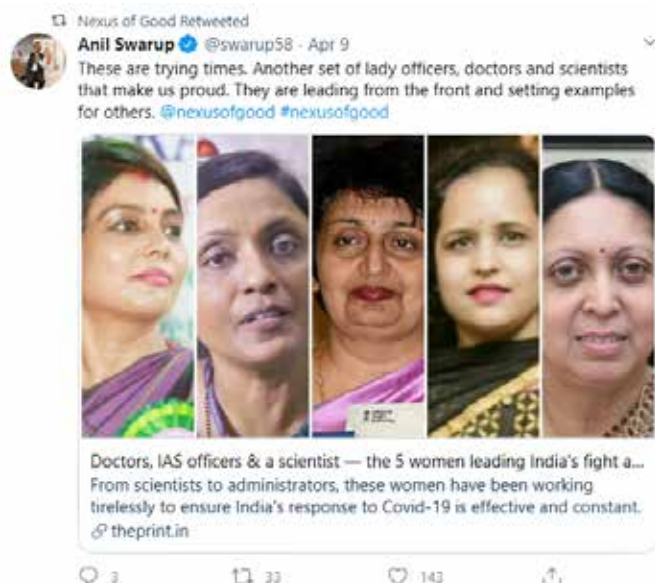 Nexus of Good Retweeted
Anil Swarup @swarup58 · Apr 9
These are trying times. Another set of lady officers, doctors and scientists
that make us proud. They are leading from the front and setting examples
for others. @nexusofgood #nexusofgood
Doctors, IAS officers & a scientist — the 5 women leading India's fight a...
From scientists to administrators, these women have been working
tirelessly to ensure India's response to Covid-19 is effective and constant.
theprint.in
3 33 143